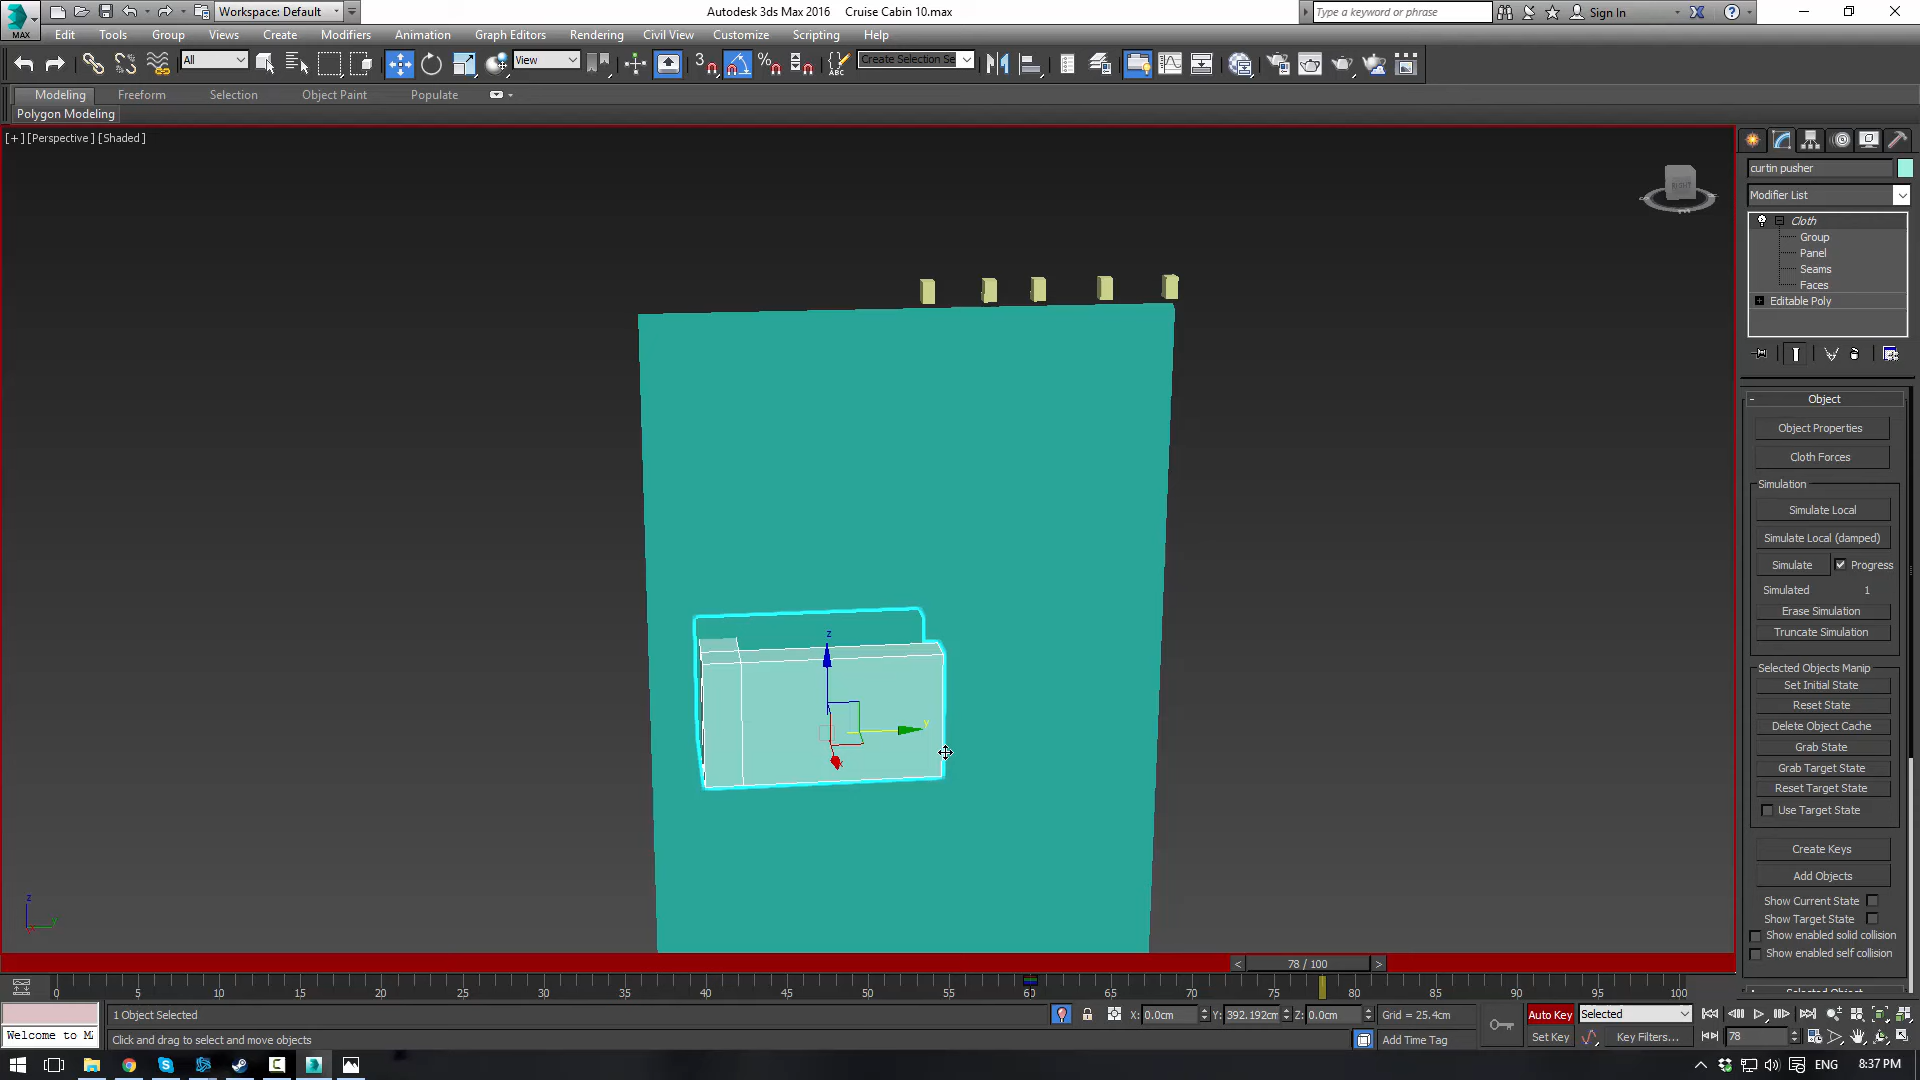 Workspace: Default
Autodesk 3ds Max 2016 Cruise Cabin 10.max
Type a keyword or phrase
Sign In
MAX
Edit Tools Group Views Create Modifiers Animation Graph Editors Rendering Civil View Customize Scripting Help
All
View
3
ABC
Create Selection Se
Modeling Freeform Selection Object Paint Populate
Polygon Modeling
[+] [Perspective] [Shaded]
RIGHT
curtin pusher
Modifier List
Cloth
Group
Panel
Seams
Faces
Editable Poly
Object
Object Properties
Cloth Forces
Simulation
Simulate Local
Simulate Local (damped)
Simulate Progress
Simulated 1
Erase Simulation
Truncate Simulation
Selected Objects Manip
Set Initial State
Reset State
Delete Object Cache
Grab State
Grab Target State
Reset Target State
Use Target State
Create Keys
Add Objects
Show Current State
Show Target State
Show enabled solid collision
Show enabled self collision
z
y
x
z
78 / 100
0 5 10 15 20 25 30 35 40 45 50 55 60 65 70 75 80 85 90 95 100
1 Object Selected
X: 0.0cm Y: 392.192cm Z: 0.0cm Grid = 25.4cm
Auto Key Selected
Welcome to M
Click and drag to select and move objects
Add Time Tag
Set Key Key Filters... 78
ENG 8:37 PM